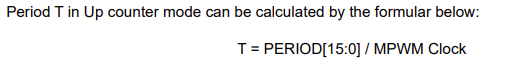 Period T in Up counter mode can be calculated by the formular below:
T = PERIOD[15:0] / MPWM Clock